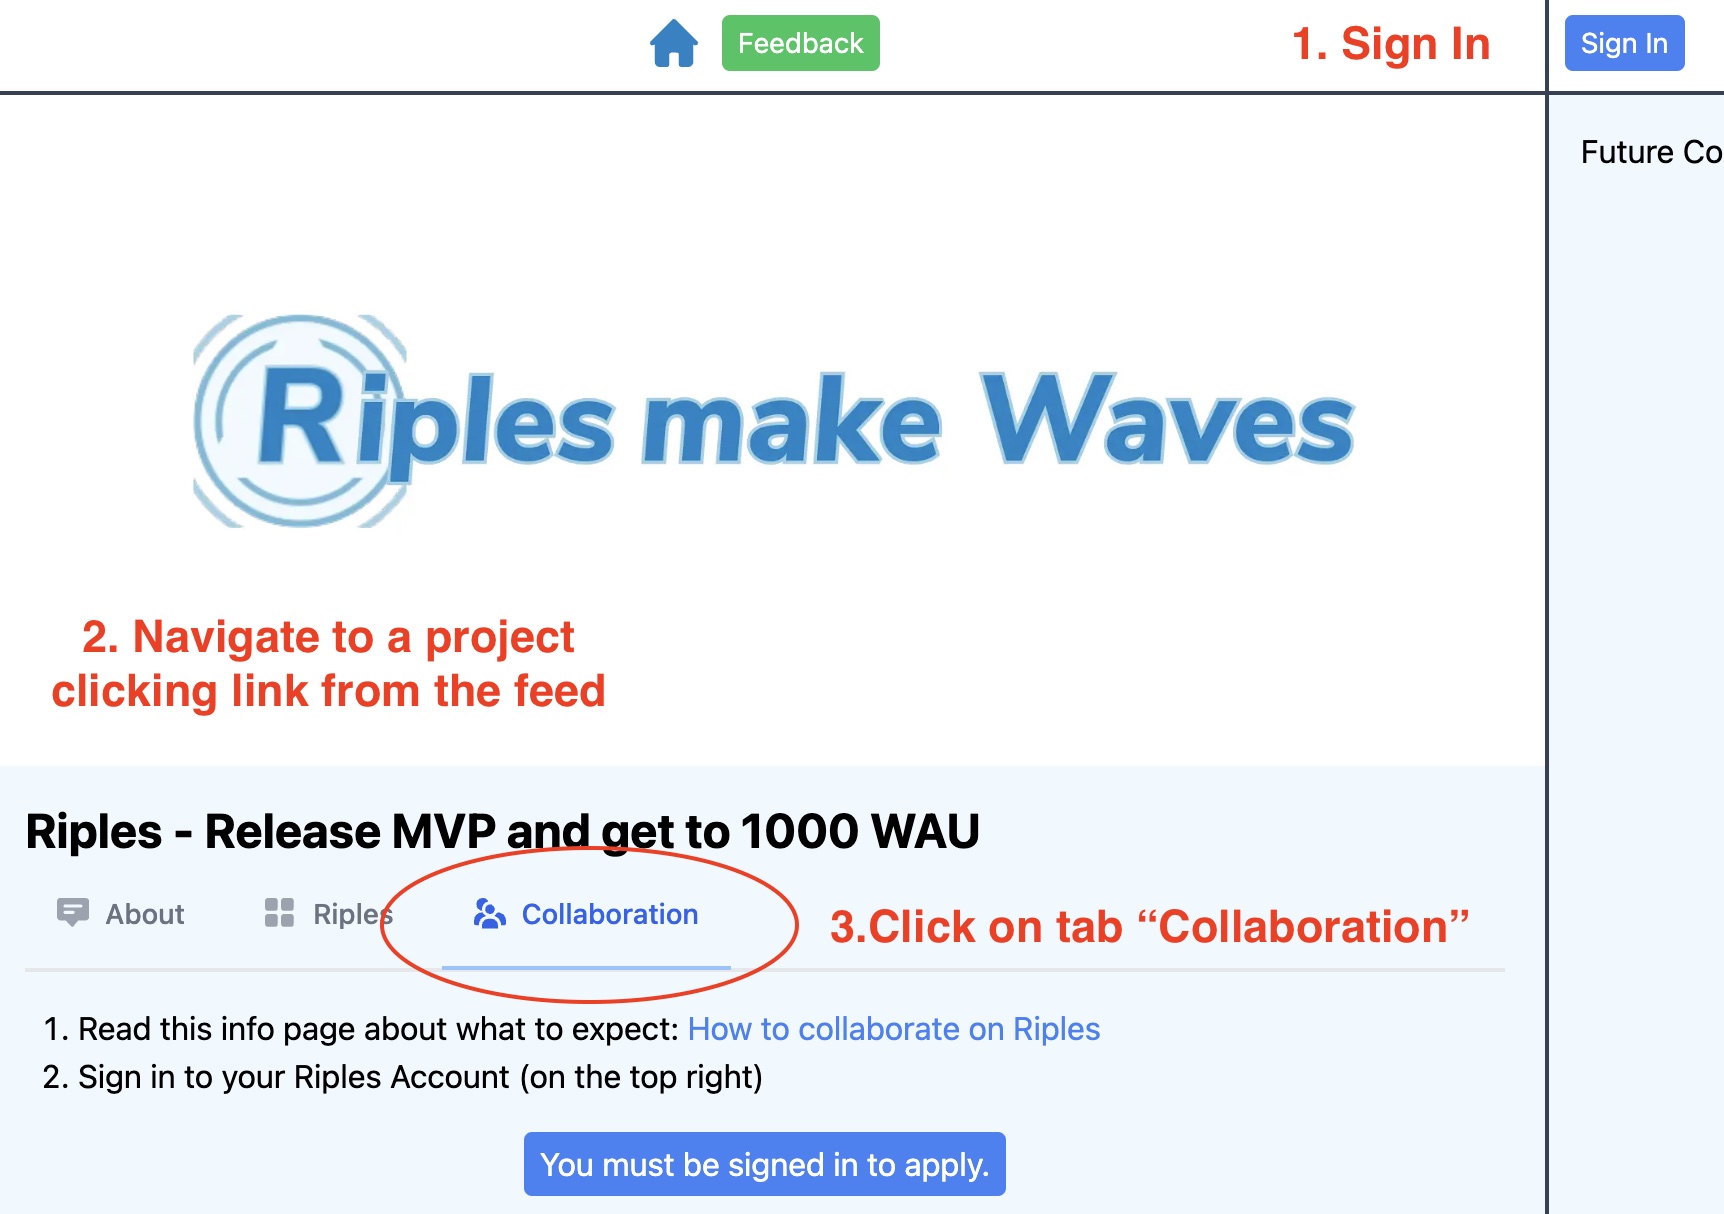 Feedback
1. Sign In
Sign In
Future Co
Riples make Waves
2. Navigate to a project
clicking link from the feed
Riples - Release MVP and get to 1000 WAU
About
Riples
Collaboration
3.Click on tab “Collaboration”
1. Read this info page about what to expect: How to collaborate on Riples
2. Sign in to your Riples Account (on the top right)
You must be signed in to apply.